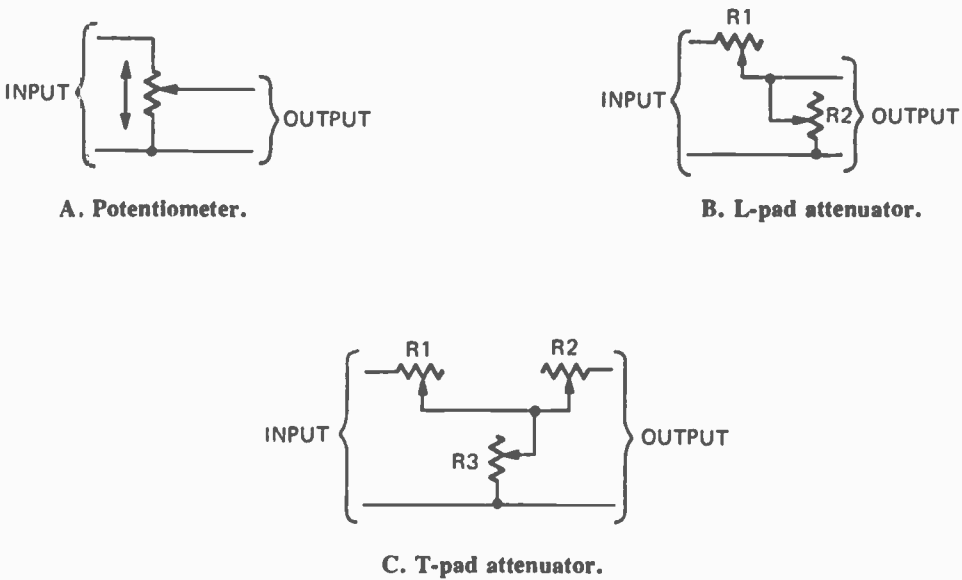 INPUT
OUTPUT
A. Potentiometer.
R1
INPUT
R2
OUTPUT
B. L-pad attenuator.
R1
R2
INPUT
R3
OUTPUT
C. T-pad attenuator.